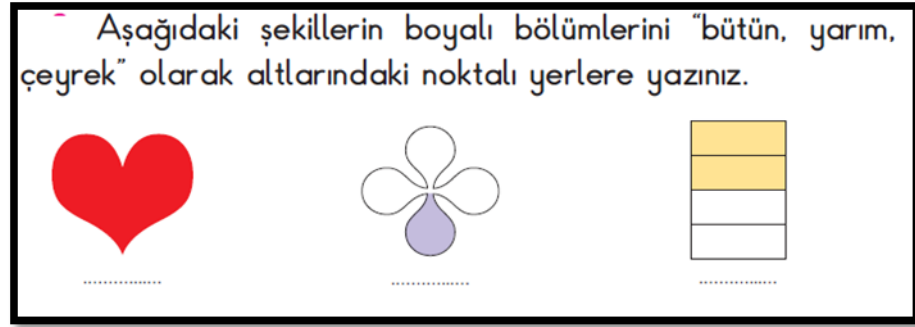 Aşağıdaki şekillerin boyalı bölümlerini “bütün, yarım,
çeyrek” olarak altlarındaki noktalı yerlere yazınız.
................ ................ ................